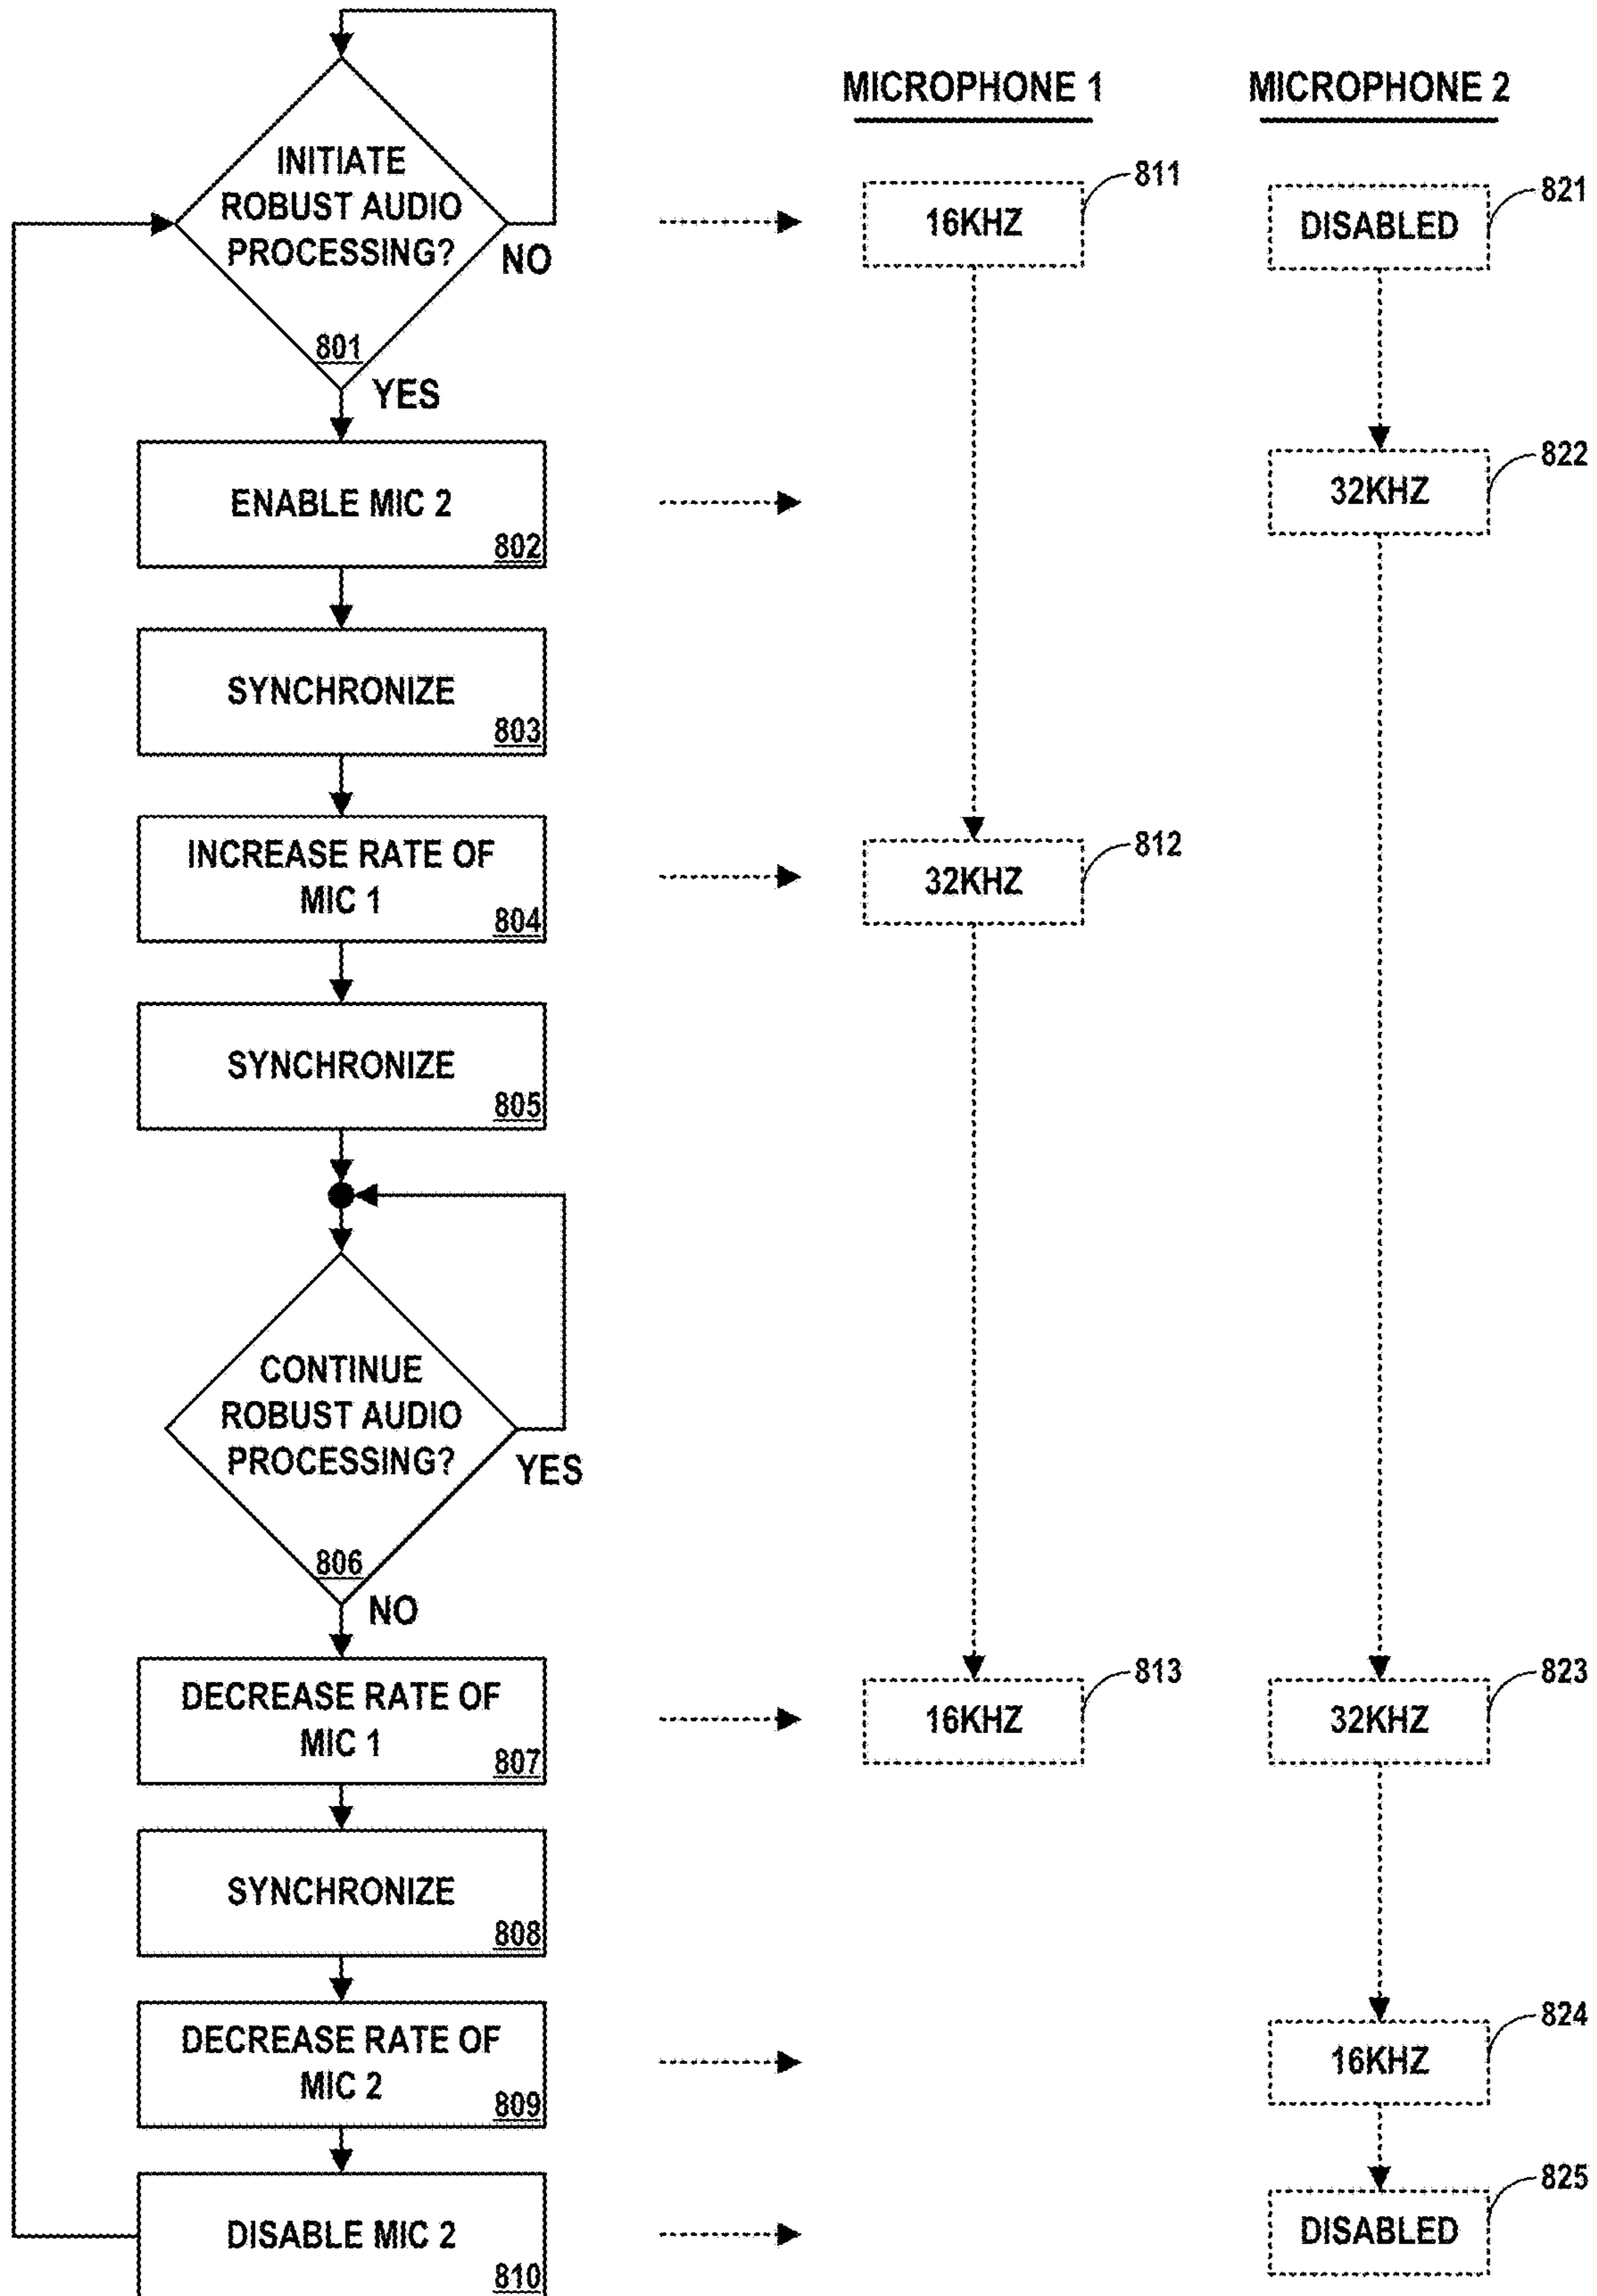 MICROPHONE 1
MICROPHONE 2
INITIATE
ROBUST AUDIO
PROCESSING?
NO
801
YES
16KHZ
811
DISABLED
821
ENABLE MIC 2
802
32KHZ
822
SYNCHRONIZE
803
INCREASE RATE OF
MIC 1
804
32KHZ
812
SYNCHRONIZE
805
CONTINUE
ROBUST AUDIO
PROCESSING?
YES
806
NO
DECREASE RATE OF
MIC 1
807
16KHZ
813
32KHZ
823
SYNCHRONIZE
808
DECREASE RATE OF
MIC 2
809
16KHZ
824
DISABLE MIC 2
810
DISABLED
825